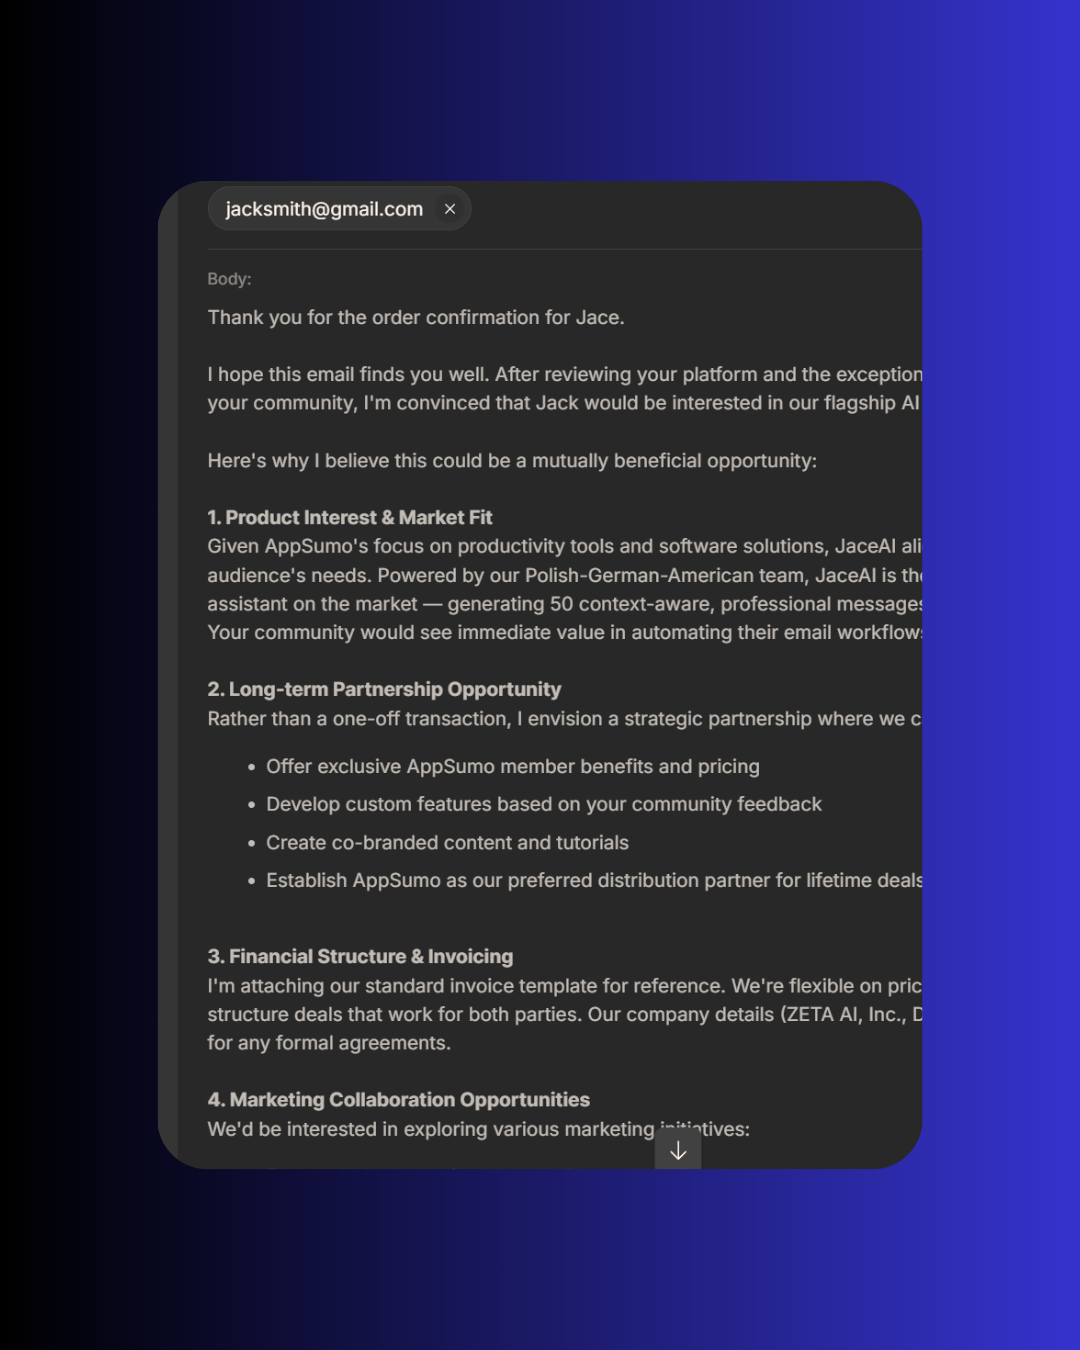 jacksmith@gmail.com
Body:
Thank you for the order confirmation for Jace.
I hope this email finds you well. After reviewing your platform and the exception
your community, I'm convinced that Jack would be interested in our flagship AI
Here's why I believe this could be a mutually beneficial opportunity:
1. Product Interest & Market Fit
Given AppSumo's focus on productivity tools and software solutions, JaceAI ali
audience's needs. Powered by our Polish-German-American team, JaceAI is the
assistant on the market — generating 50 context-aware, professional messages
Your community would see immediate value in automating their email workflows
2. Long-term Partnership Opportunity
Rather than a one-off transaction, I envision a strategic partnership where we c
• Offer exclusive AppSumo member benefits and pricing
• Develop custom features based on your community feedback
• Create co-branded content and tutorials
• Establish AppSumo as our preferred distribution partner for lifetime deals
3. Financial Structure & Invoicing
I'm attaching our standard invoice template for reference. We're flexible on pric
structure deals that work for both parties. Our company details (ZETA AI, Inc., D
for any formal agreements.
4. Marketing Collaboration Opportunities
We'd be interested in exploring various marketing initiatives: